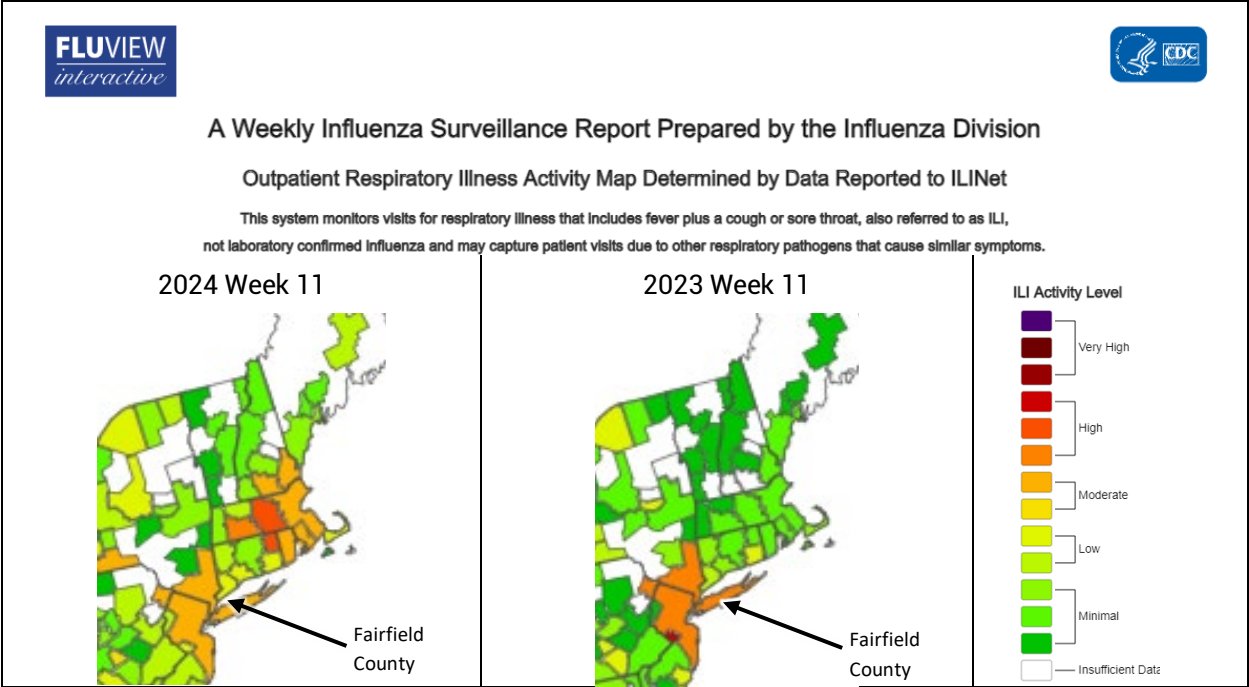 FLUVIEW
interactive
CDC
A Weekly Influenza Surveillance Report Prepared by the Influenza Division
Outpatient Respiratory Illness Activity Map Determined by Data Reported to ILINet
This system monitors visits for respiratory illness that includes fever plus a cough or sore throat, also referred to as ILI,
not laboratory confirmed influenza and may capture patient visits due to other respiratory pathogens that cause similar symptoms.
2024 Week 11
Fairfield
County
2023 Week 11
Fairfield
County
ILI Activity Level
Very High
High
Moderate
Low
Minimal
Insufficient Data